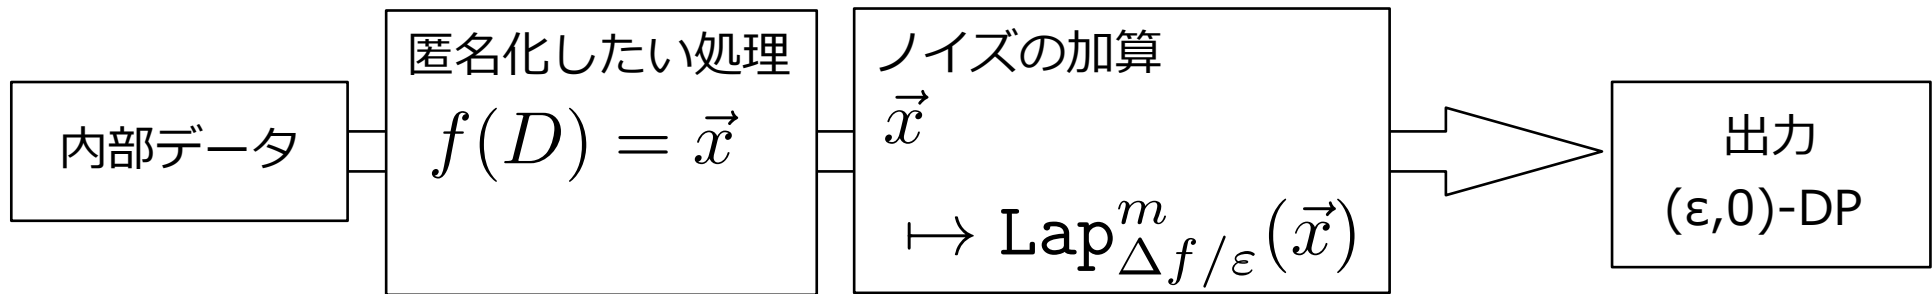 内部データ
匿名化したい処理
f(D) = x⃗
ノイズの加算
x⃗
↦ Lap^m_{Δf/ε}(x⃗)
出力
(ε,0)-DP